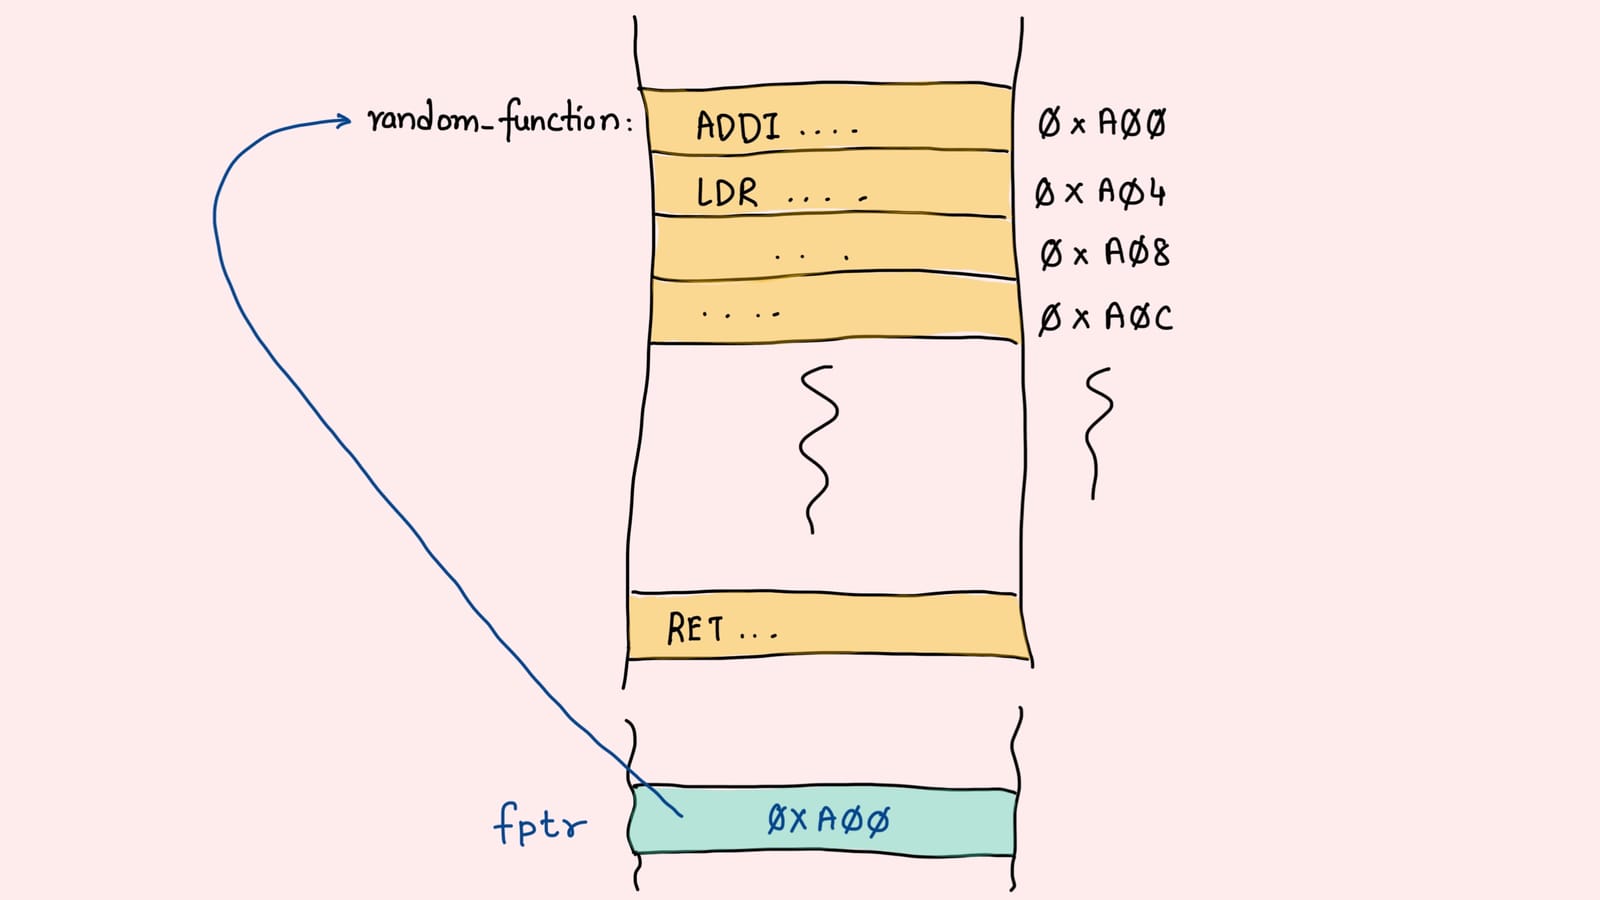 random_function: ADDI .... 0xA00
LDR .... . 0xA04
... 0xA08
.... 0xA0C
RET ...
fptr 0xA00